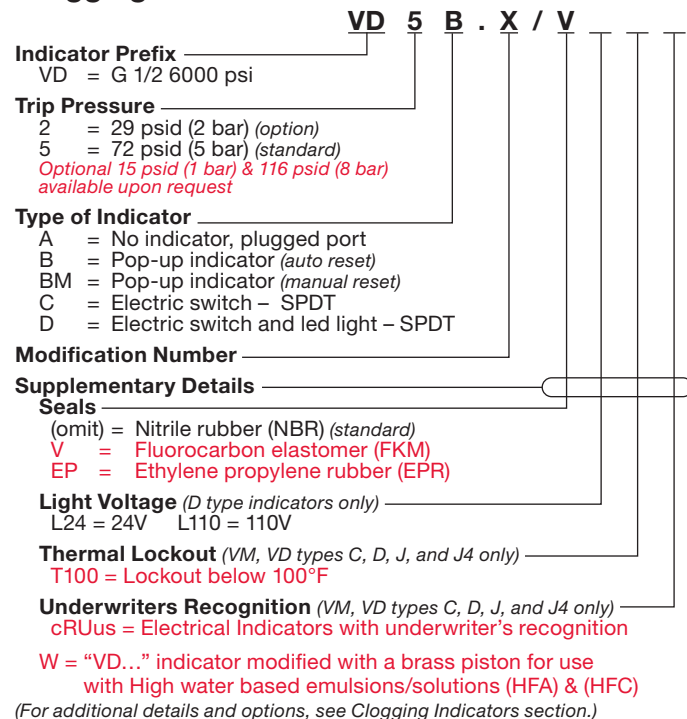 VD 5 B . X / V _ _ _
Indicator Prefix
VD = G 1/2 6000 psi
Trip Pressure
2 = 29 psid (2 bar) (option)
5 = 72 psid (5 bar) (standard)
Optional 15 psid (1 bar) & 116 psid (8 bar)
available upon request
Type of Indicator
A = No indicator, plugged port
B = Pop-up indicator (auto reset)
BM = Pop-up indicator (manual reset)
C = Electric switch – SPDT
D = Electric switch and led light – SPDT
Modification Number
Supplementary Details
Seals
(omit) = Nitrile rubber (NBR) (standard)
V = Fluorocarbon elastomer (FKM)
EP = Ethylene propylene rubber (EPR)
Light Voltage (D type indicators only)
L24 = 24V L110 = 110V
Thermal Lockout (VM, VD types C, D, J, and J4 only)
T100 = Lockout below 100°F
Underwriters Recognition (VM, VD types C, D, J, and J4 only)
cRUus = Electrical Indicators with underwriter's recognition
W = “VD…” indicator modified with a brass piston for use
with High water based emulsions/solutions (HFA) & (HFC)
(For additional details and options, see Clogging Indicators section.)